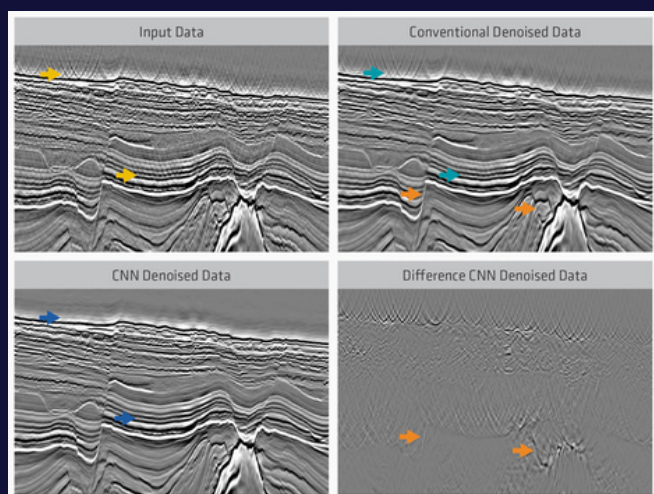 Input Data
Conventional Denoised Data
CNN Denoised Data
Difference CNN Denoised Data